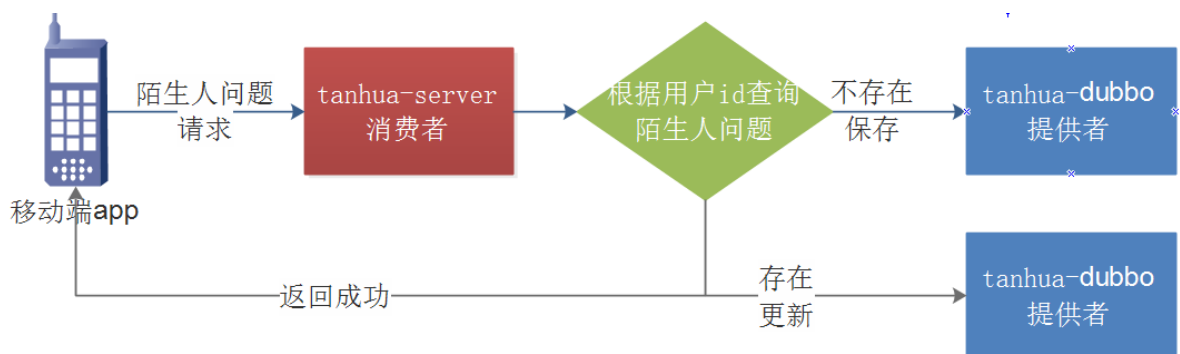 陌生人问题
请求
tanhua-server
消费者
根据用户id查询
陌生人问题
不存在
保存
tanhua-dubbo
提供者
移动端app
返回成功
存在
更新
tanhua-dubbo
提供者